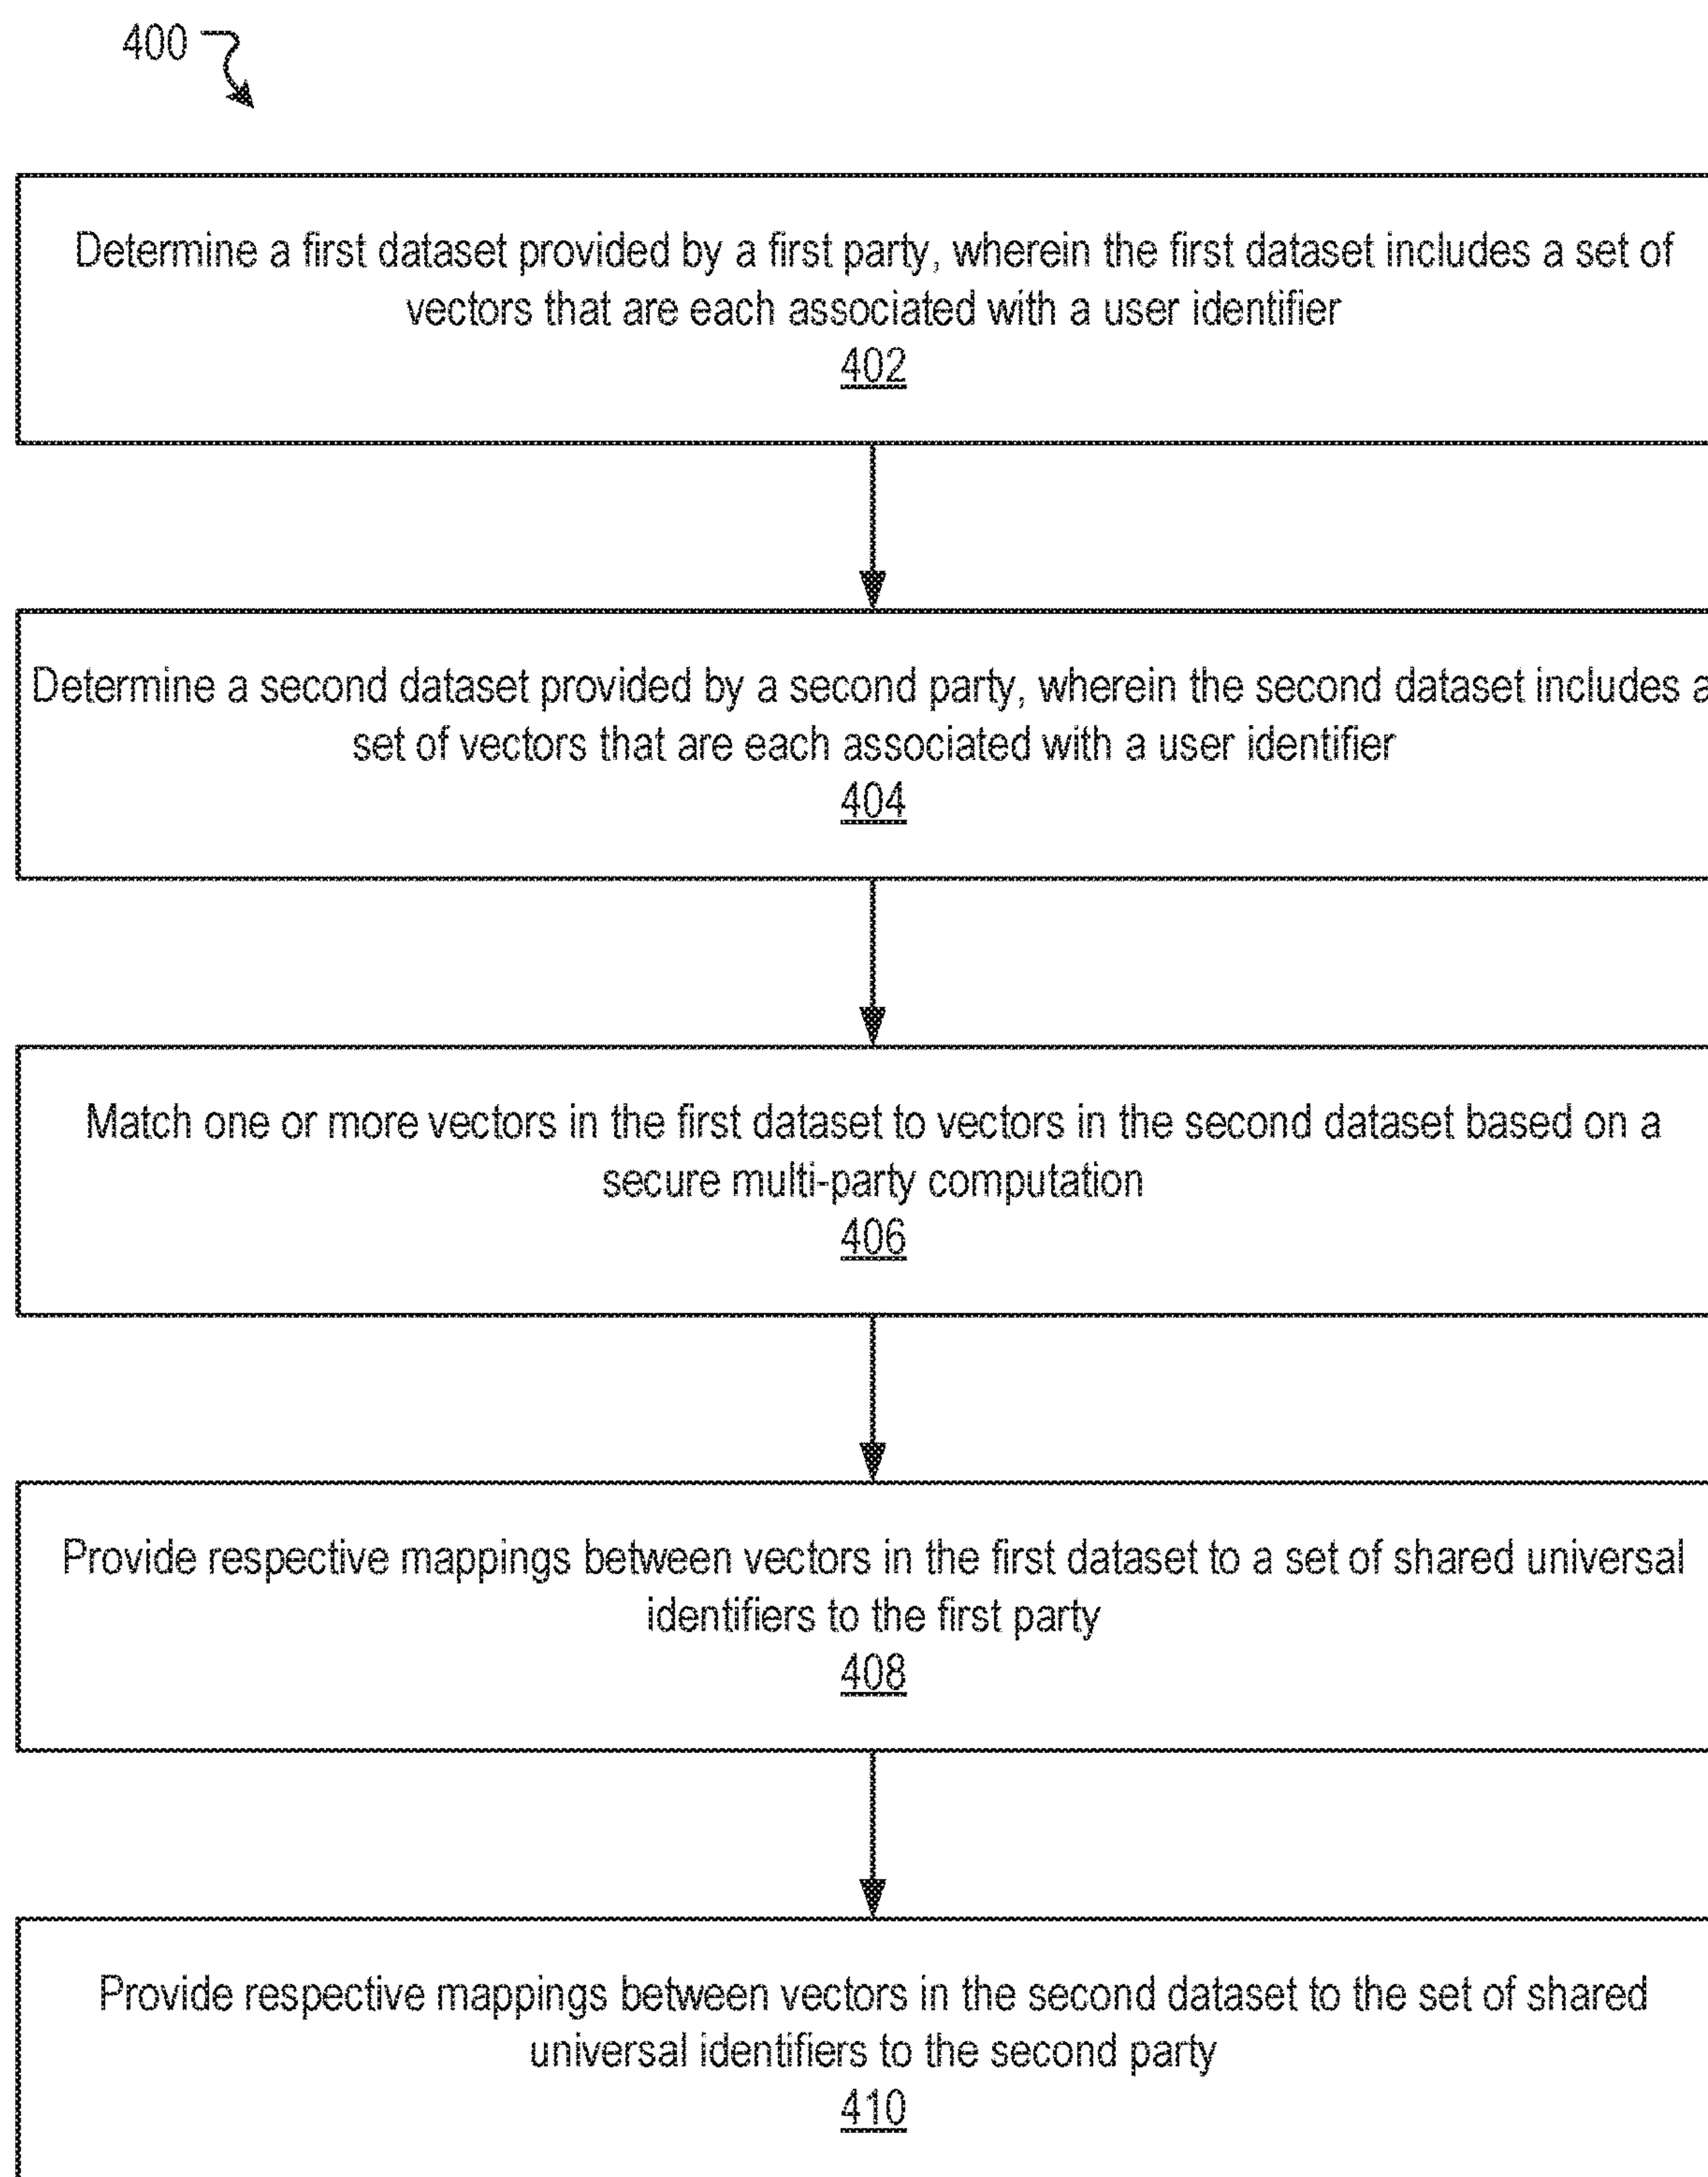 400
Determine a first dataset provided by a first party, wherein the first dataset includes a set of
vectors that are each associated with a user identifier
402
Determine a second dataset provided by a second party, wherein the second dataset includes a
set of vectors that are each associated with a user identifier
404
Match one or more vectors in the first dataset to vectors in the second dataset based on a
secure multi-party computation
406
Provide respective mappings between vectors in the first dataset to a set of shared universal
identifiers to the first party
408
Provide respective mappings between vectors in the second dataset to the set of shared
universal identifiers to the second party
410